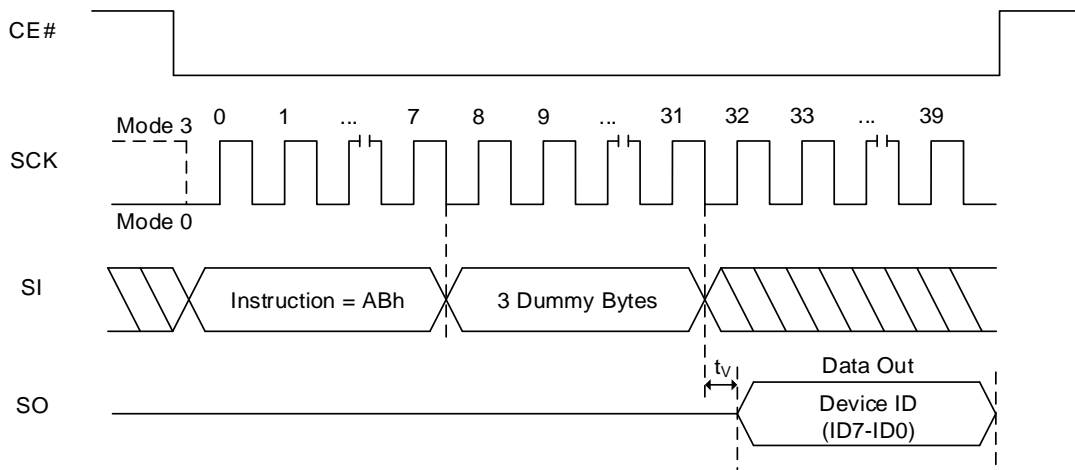 CE#
0 1 ... 7 8 9 ... 31 32 33 ... 39
Mode 3
SCK
Mode 0
SI
Instruction = ABh
3 Dummy Bytes
tV
Data Out
SO
Device ID
(ID7-ID0)